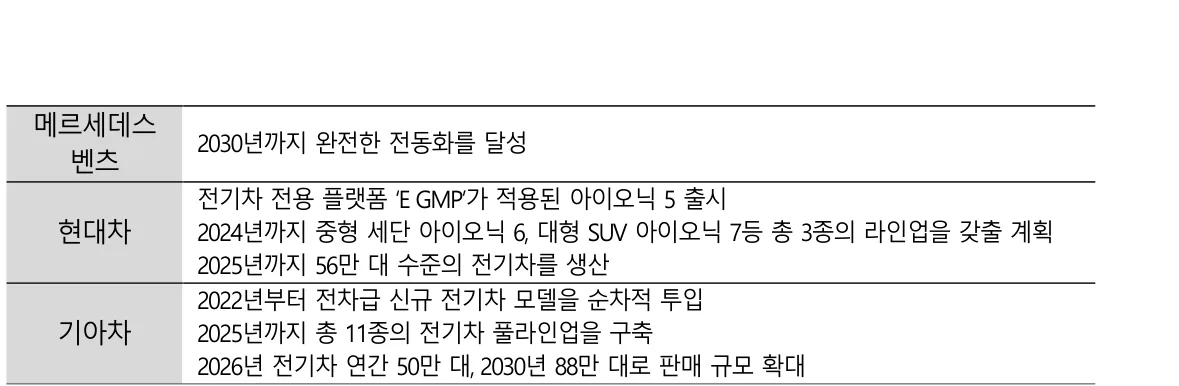 메르세데스
벤츠
2030년까지 완전한 전동화를 달성
현대차
전기차 전용 플랫폼 ‘E GMP’가 적용된 아이오닉 5 출시
2024년까지 중형 세단 아이오닉 6, 대형 SUV 아이오닉 7등 총 3종의 라인업을 갖출 계획
2025년까지 56만 대 수준의 전기차를 생산
기아차
2022년부터 전차급 신규 전기차 모델을 순차적 투입
2025년까지 총 11종의 전기차 풀라인업을 구축
2026년 전기차 연간 50만 대, 2030년 88만 대로 판매 규모 확대